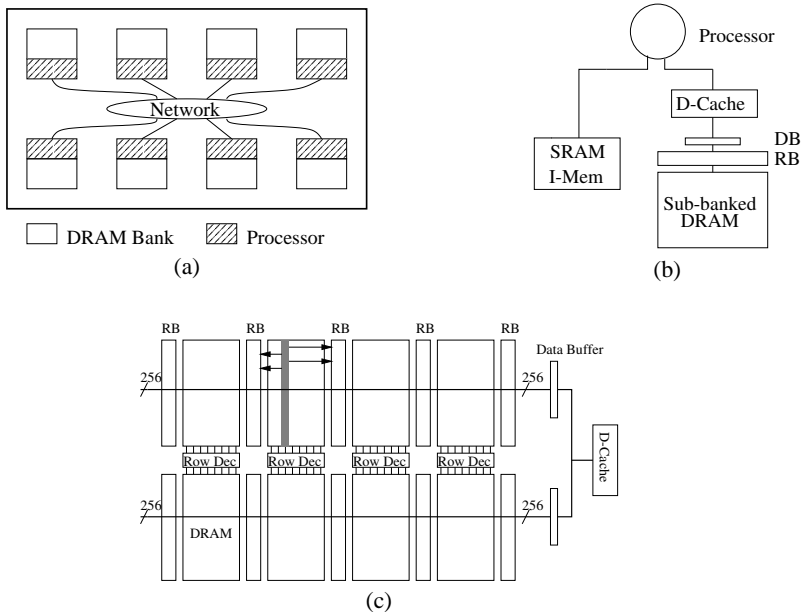 Network
DRAM Bank
Processor
(a)
Processor
D-Cache
DB
RB
SRAM
I-Mem
Sub-banked
DRAM
(b)
RB
RB
RB
RB
RB
Data Buffer
256
256
Row Dec
Row Dec
Row Dec
Row Dec
D-Cache
256
256
DRAM
(c)